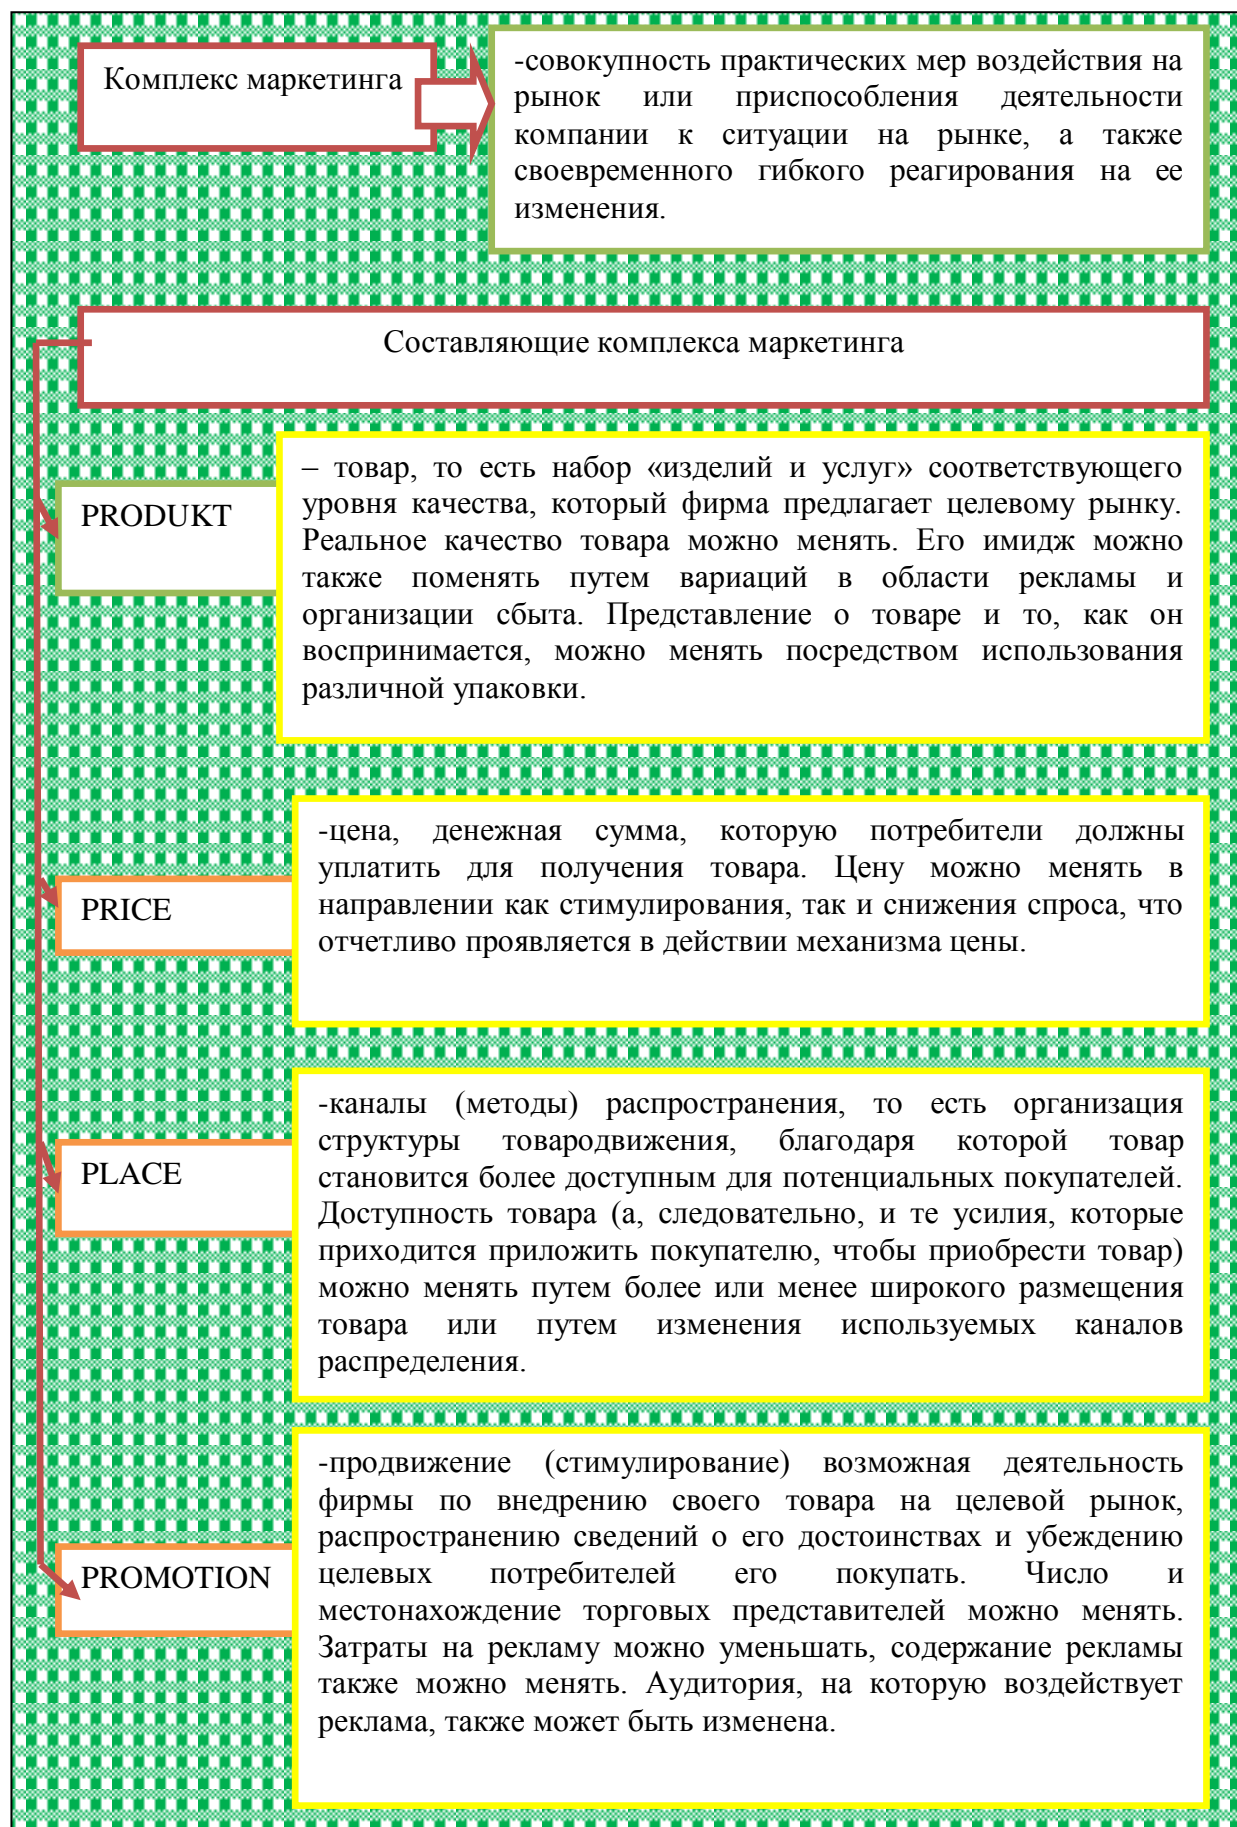 Комплекс маркетинга
-совокупность практических мер воздействия на
рынок или приспособления деятельности
компании к ситуации на рынке, а также
своевременного гибкого реагирования на ее
изменения.
Составляющие комплекса маркетинга
PRODUKT
– товар, то есть набор «изделий и услуг» соответствующего
уровня качества, который фирма предлагает целевому рынку.
Реальное качество товара можно менять. Его имидж можно
также поменять путем вариаций в области рекламы и
организации сбыта. Представление о товаре и то, как он
воспринимается, можно менять посредством использования
различной упаковки.
PRICE
-цена, денежная сумма, которую потребители должны
уплатить для получения товара. Цену можно менять в
направлении как стимулирования, так и снижения спроса, что
отчетливо проявляется в действии механизма цены.
PLACE
-каналы (методы) распространения, то есть организация
структуры товародвижения, благодаря которой товар
становится более доступным для потенциальных покупателей.
Доступность товара (а, следовательно, и те усилия, которые
приходится приложить покупателю, чтобы приобрести товар)
можно менять путем более или менее широкого размещения
товара или путем изменения используемых каналов
распределения.
PROMOTION
-продвижение (стимулирование) возможная деятельность
фирмы по внедрению своего товара на целевой рынок,
распространению сведений о его достоинствах и убеждению
целевых потребителей его покупать. Число и
местонахождение торговых представителей можно менять.
Затраты на рекламу можно уменьшать, содержание рекламы
также можно менять. Аудитория, на которую воздействует
реклама, также может быть изменена.